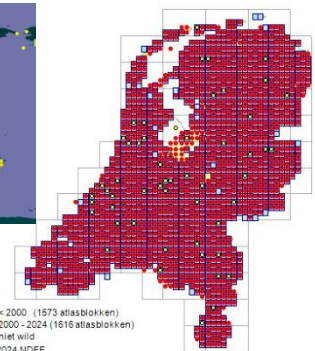 < 2000 (1573 atlasblokken)
2000 - 2024 (1616 atlasblokken)
niet wild
2024 NDFF